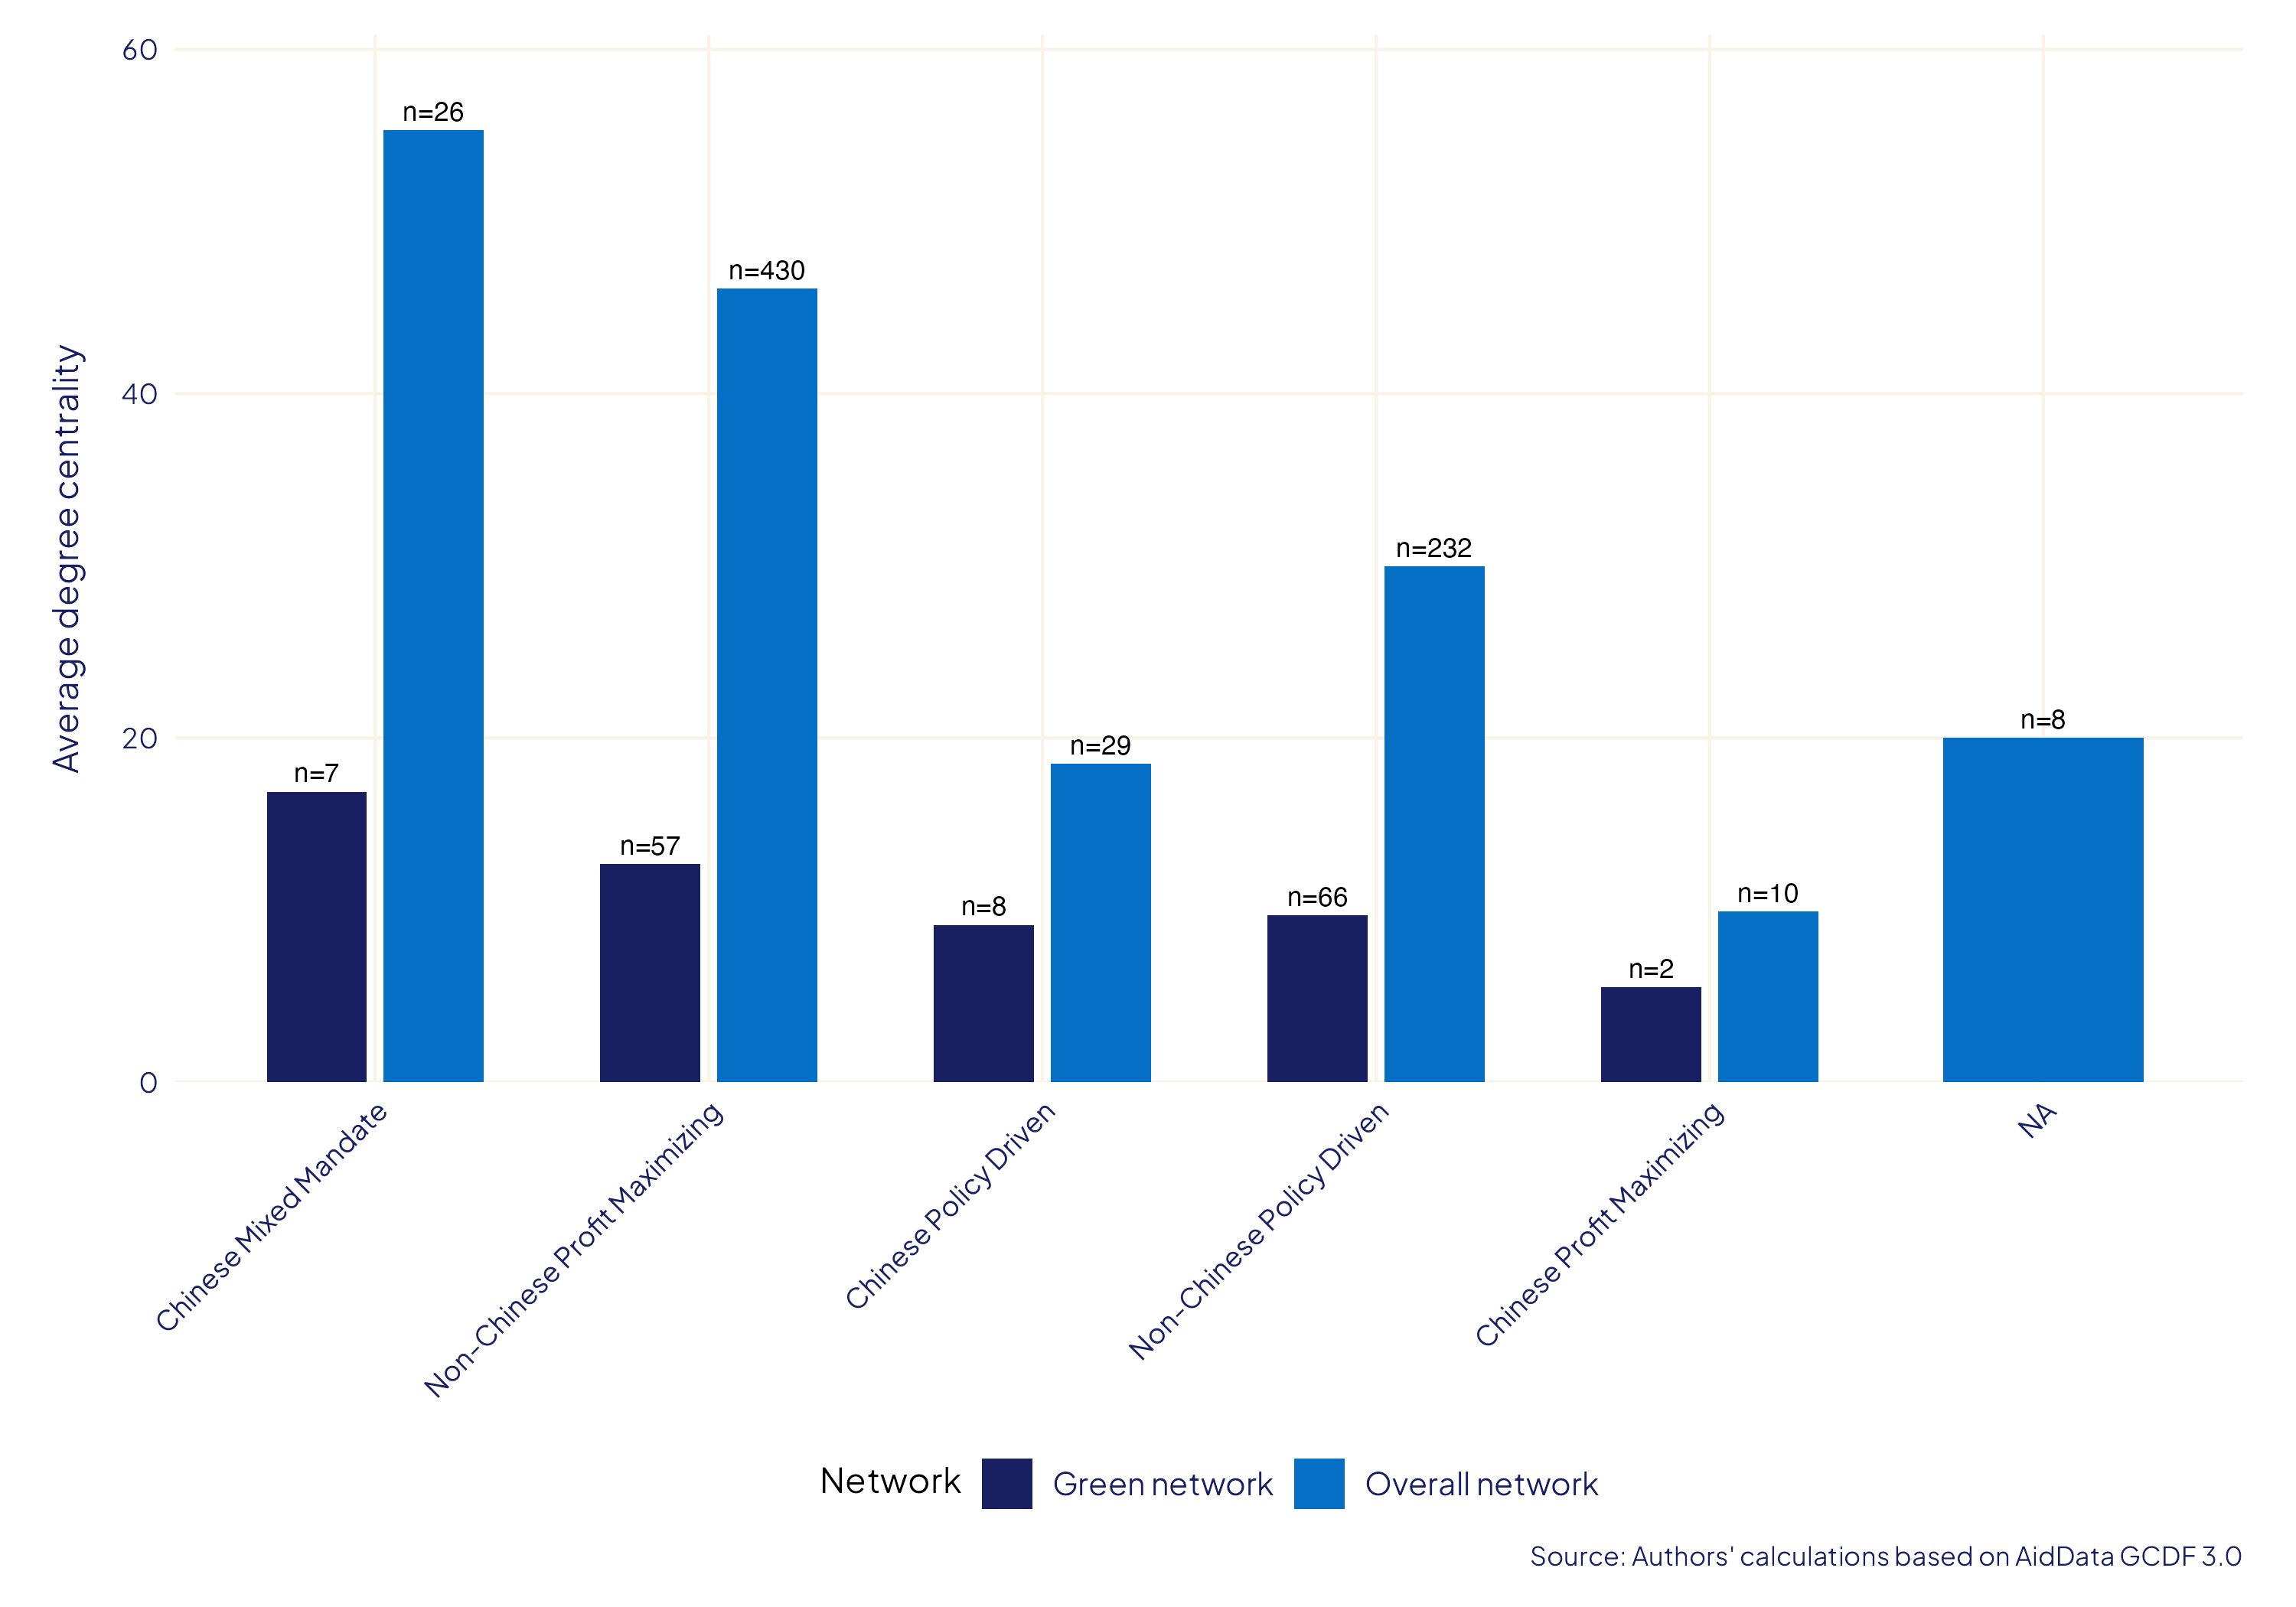 60
40
20
0
Average degree centrality
n=7
n=26
n=57
n=430
n=8
n=29
n=66
n=232
n=2
n=10
n=8
Chinese Mixed Mandate
Non-Chinese Profit Maximizing
Chinese Policy Driven
Non-Chinese Policy Driven
Chinese Profit Maximizing
NA
Network Green network Overall network
Source: Authors' calculations based on AidData GCDF 3.0